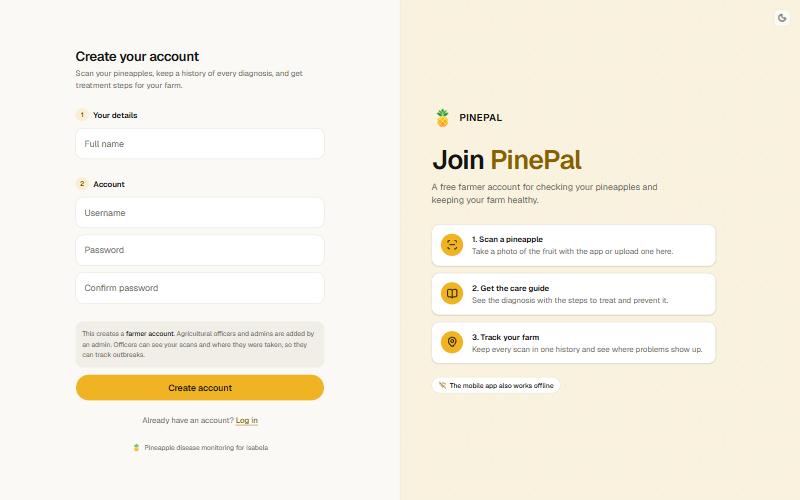 Create your account
Scan your pineapples, keep a history of every diagnosis, and get
treatment steps for your farm.
1 Your details
Full name
2 Account
Username
Password
Confirm password
This creates a farmer account. Agricultural officers and admins are added by
an admin. Officers can see your scans and where they were taken, so they
can track outbreaks.
Create account
Already have an account? Log in
Pineapple disease monitoring for Isabela
PINEPAL
Join PinePal
A free farmer account for checking your pineapples and
keeping your farm healthy.
1. Scan a pineapple
Take a photo of the fruit with the app or upload one here.
2. Get the care guide
See the diagnosis with the steps to treat and prevent it.
3. Track your farm
Keep every scan in one history and see where problems show up.
The mobile app also works offline